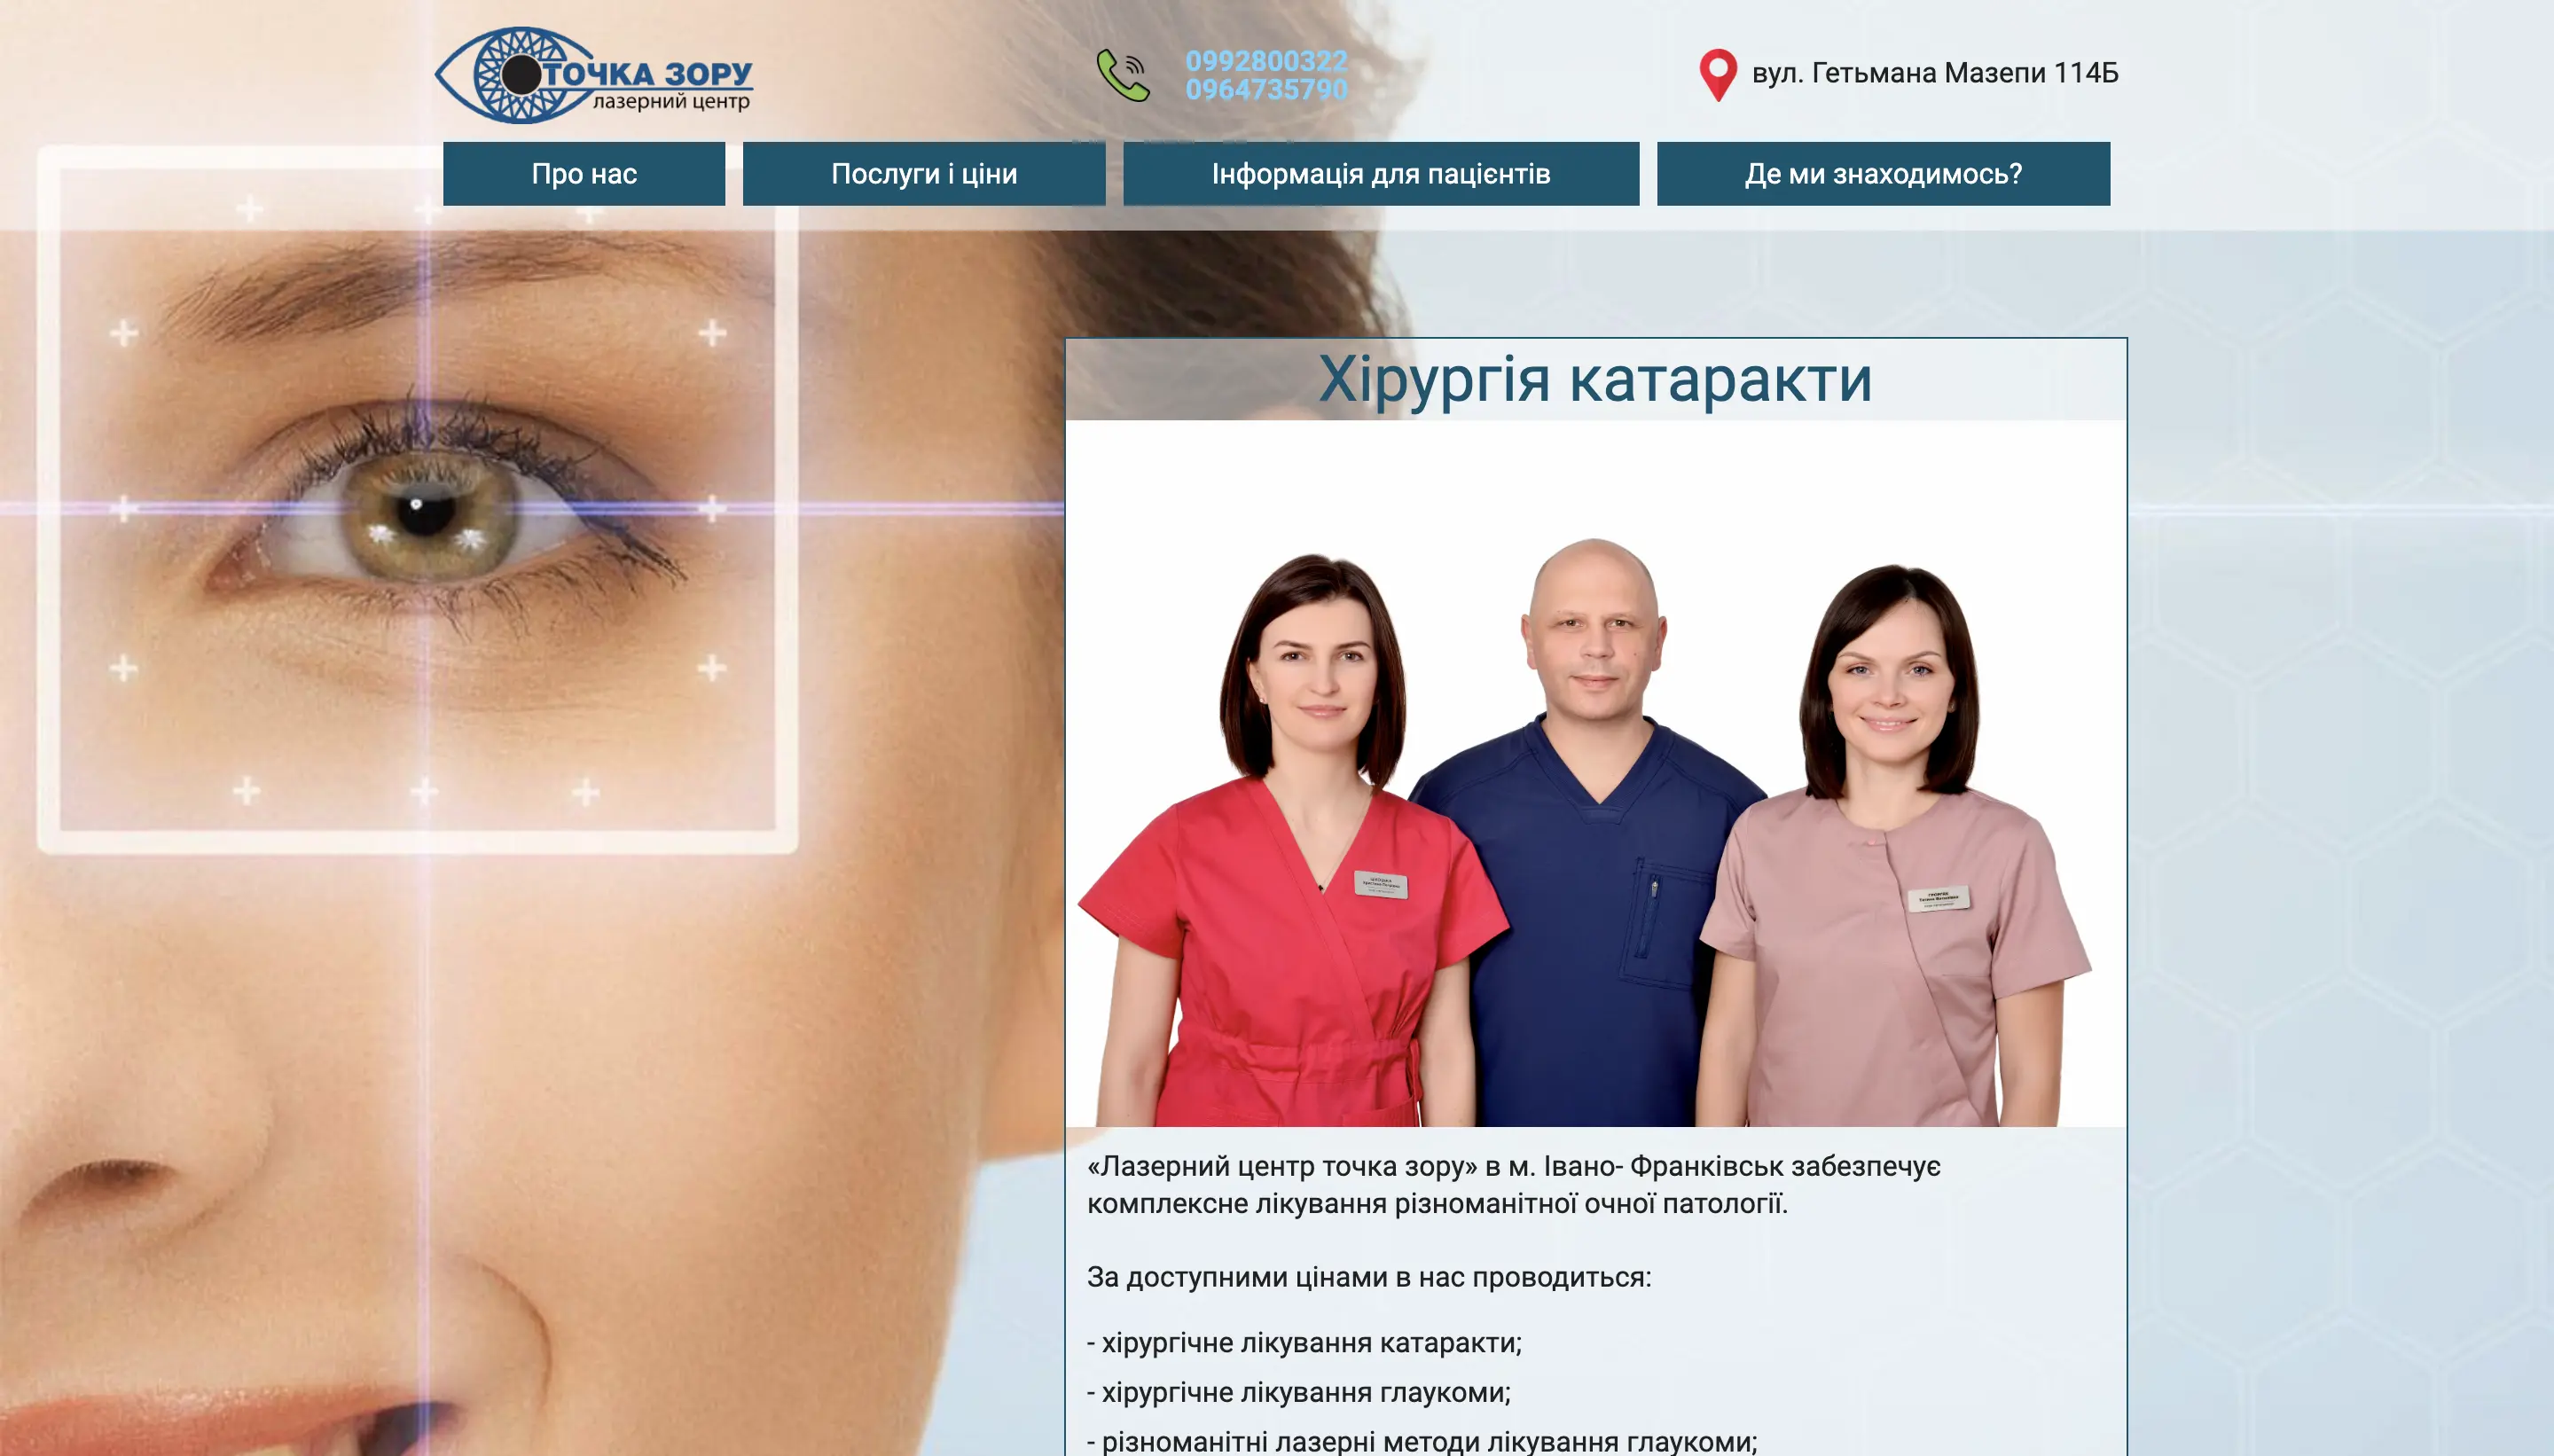 ТОЧКА ЗОРУ
лазерний центр
0992800322
0964735790
вул. Гетьмана Мазепи 114Б
Про нас
Послуги і ціни
Інформація для пацієнтів
Де ми знаходимось?
Хірургія катаракти
«Лазерний центр точка зору» в м. Івано- Франківськ забезпечує
комплексне лікування різноманітної очної патології.
За доступними цінами в нас проводиться:
- хірургічне лікування катаракти;
- хірургічне лікування глаукоми;
- різноманітні лазерні методи лікування глаукоми;